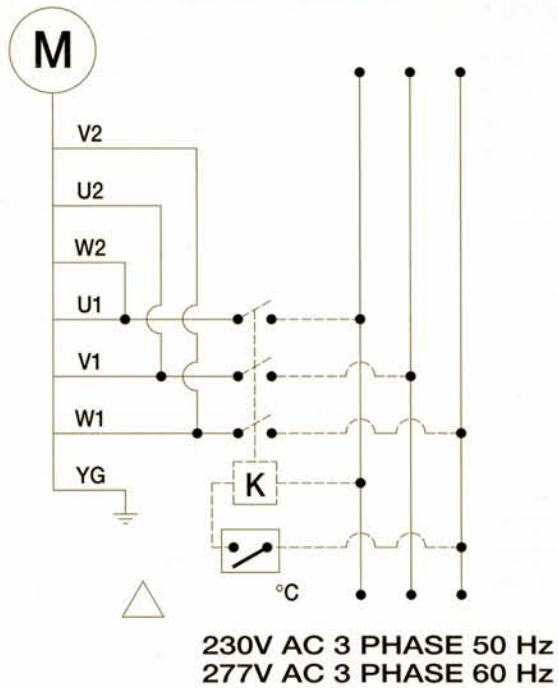 M
V2
U2
W2
U1
V1
W1
YG
K
°C
230V AC 3 PHASE 50 Hz
277V AC 3 PHASE 60 Hz